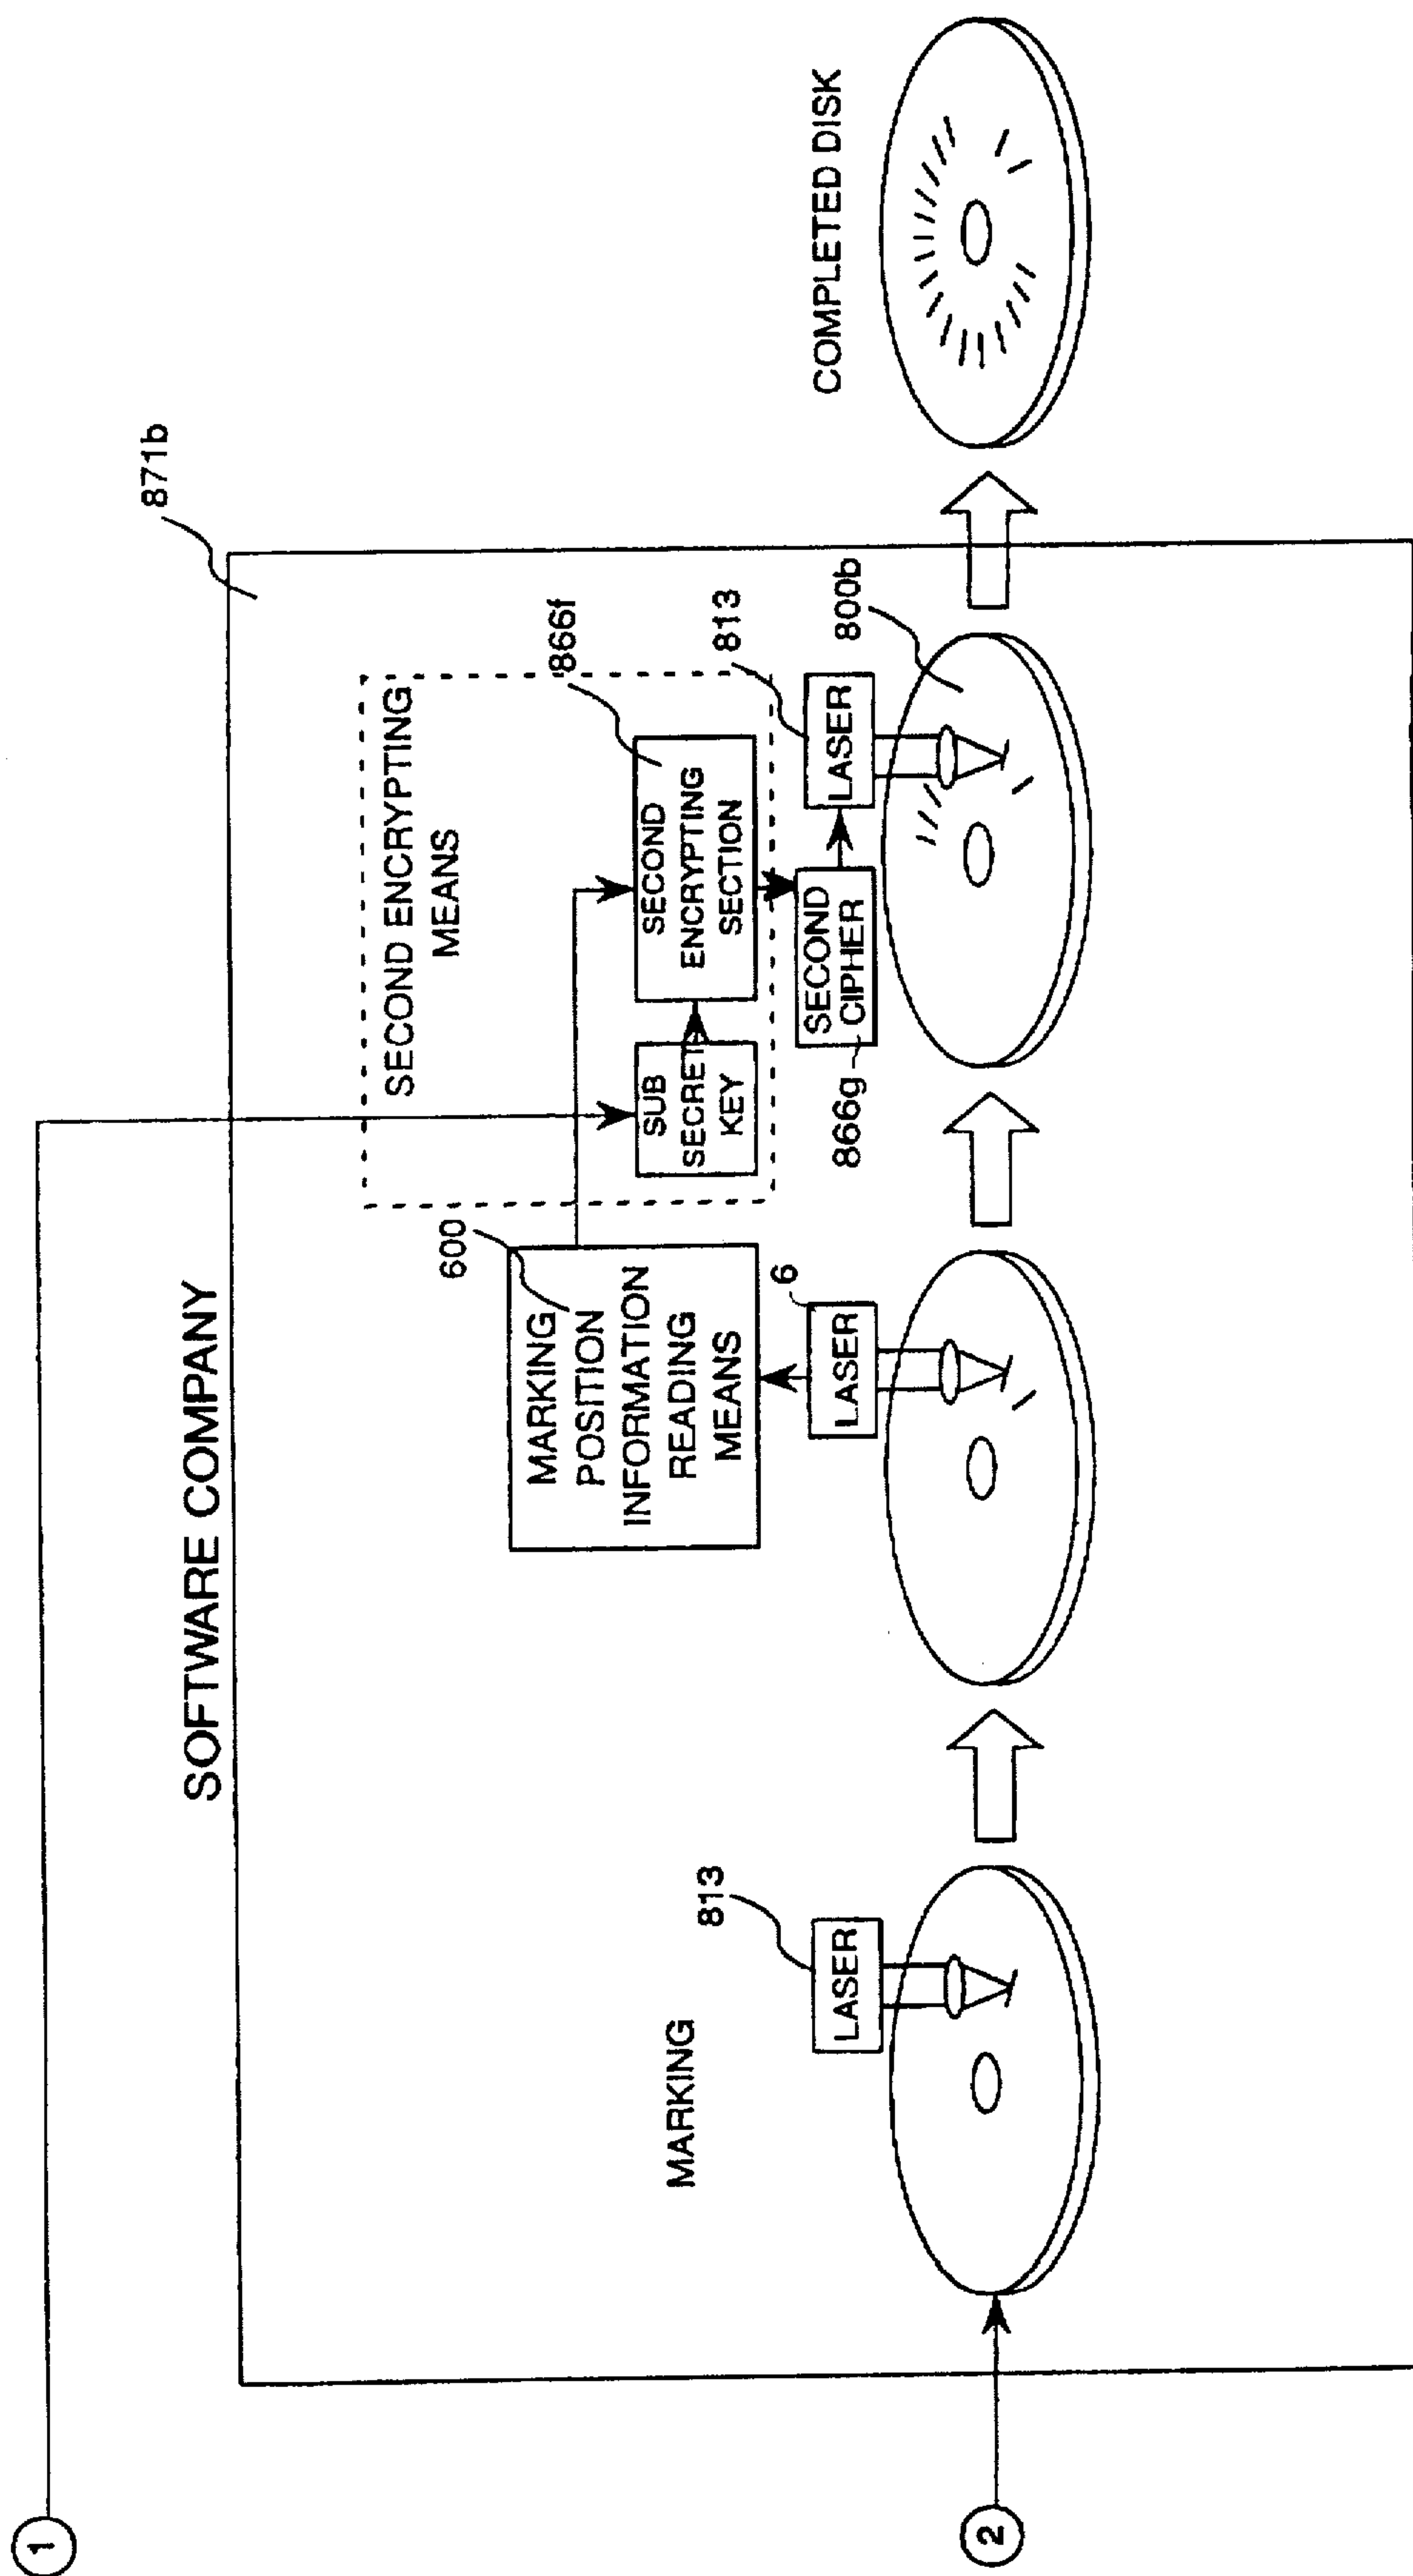 1
SOFTWARE COMPANY
871b
SECOND ENCRYPTING
MEANS
866f
SUB
SECRET
KEY
SECOND
ENCRYPTING
SECTION
600
MARKING
POSITION
INFORMATION
READING
MEANS
MARKING
813
LASER
6
LASER
SECOND
CIPHER
866g
813
LASER
800b
COMPLETED DISK
2